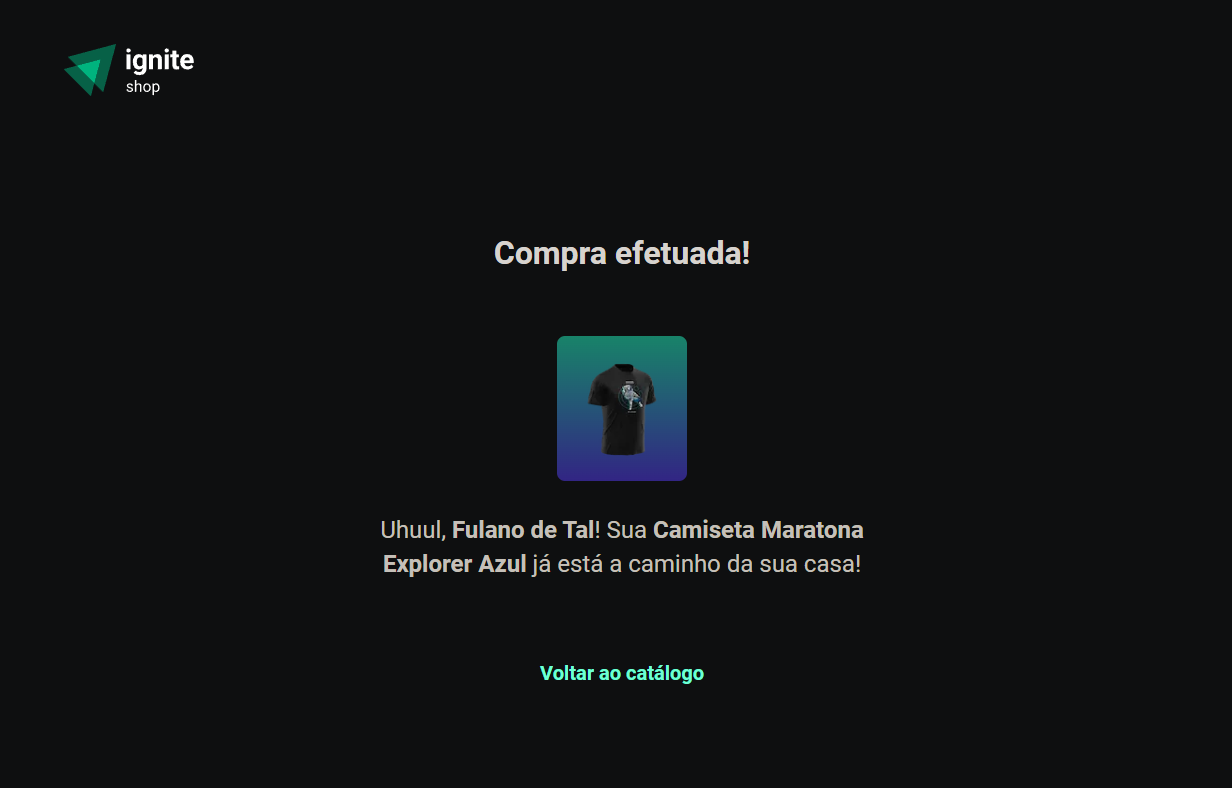 ignite
shop
Compra efetuada!
Uhuul, Fulano de Tal! Sua Camiseta Maratona
Explorer Azul já está a caminho da sua casa!
Voltar ao catálogo